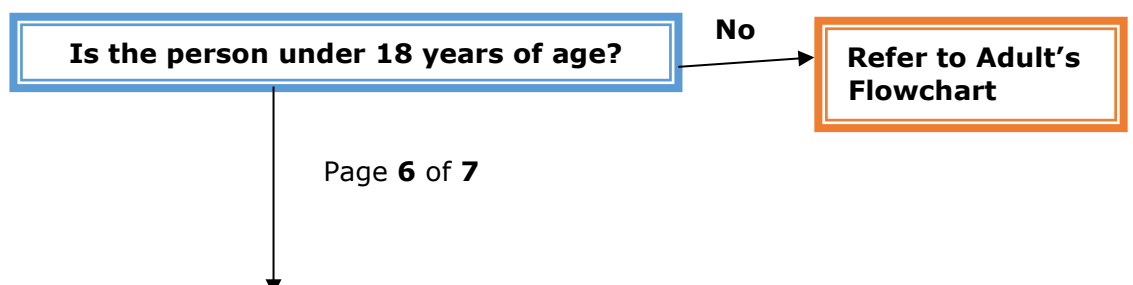 Is the person under 18 years of age?
No
Refer to Adult’s
Flowchart
Page 6 of 7